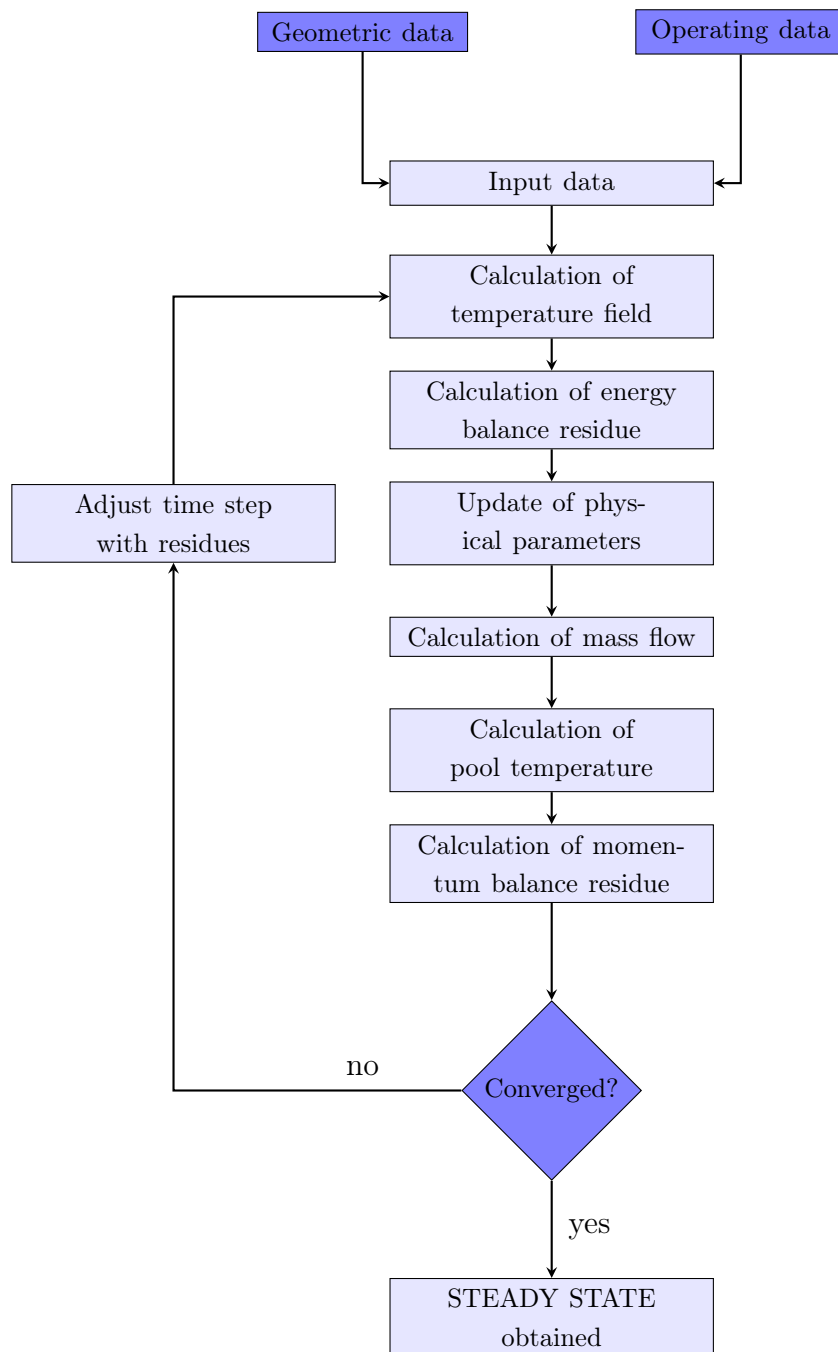 Geometric data
Operating data
Input data
Calculation of
temperature field
Calculation of energy
balance residue
Adjust time step
with residues
Update of phys-
ical parameters
Calculation of mass flow
Calculation of
pool temperature
Calculation of momen-
tum balance residue
no
Converged?
yes
STEADY STATE
obtained